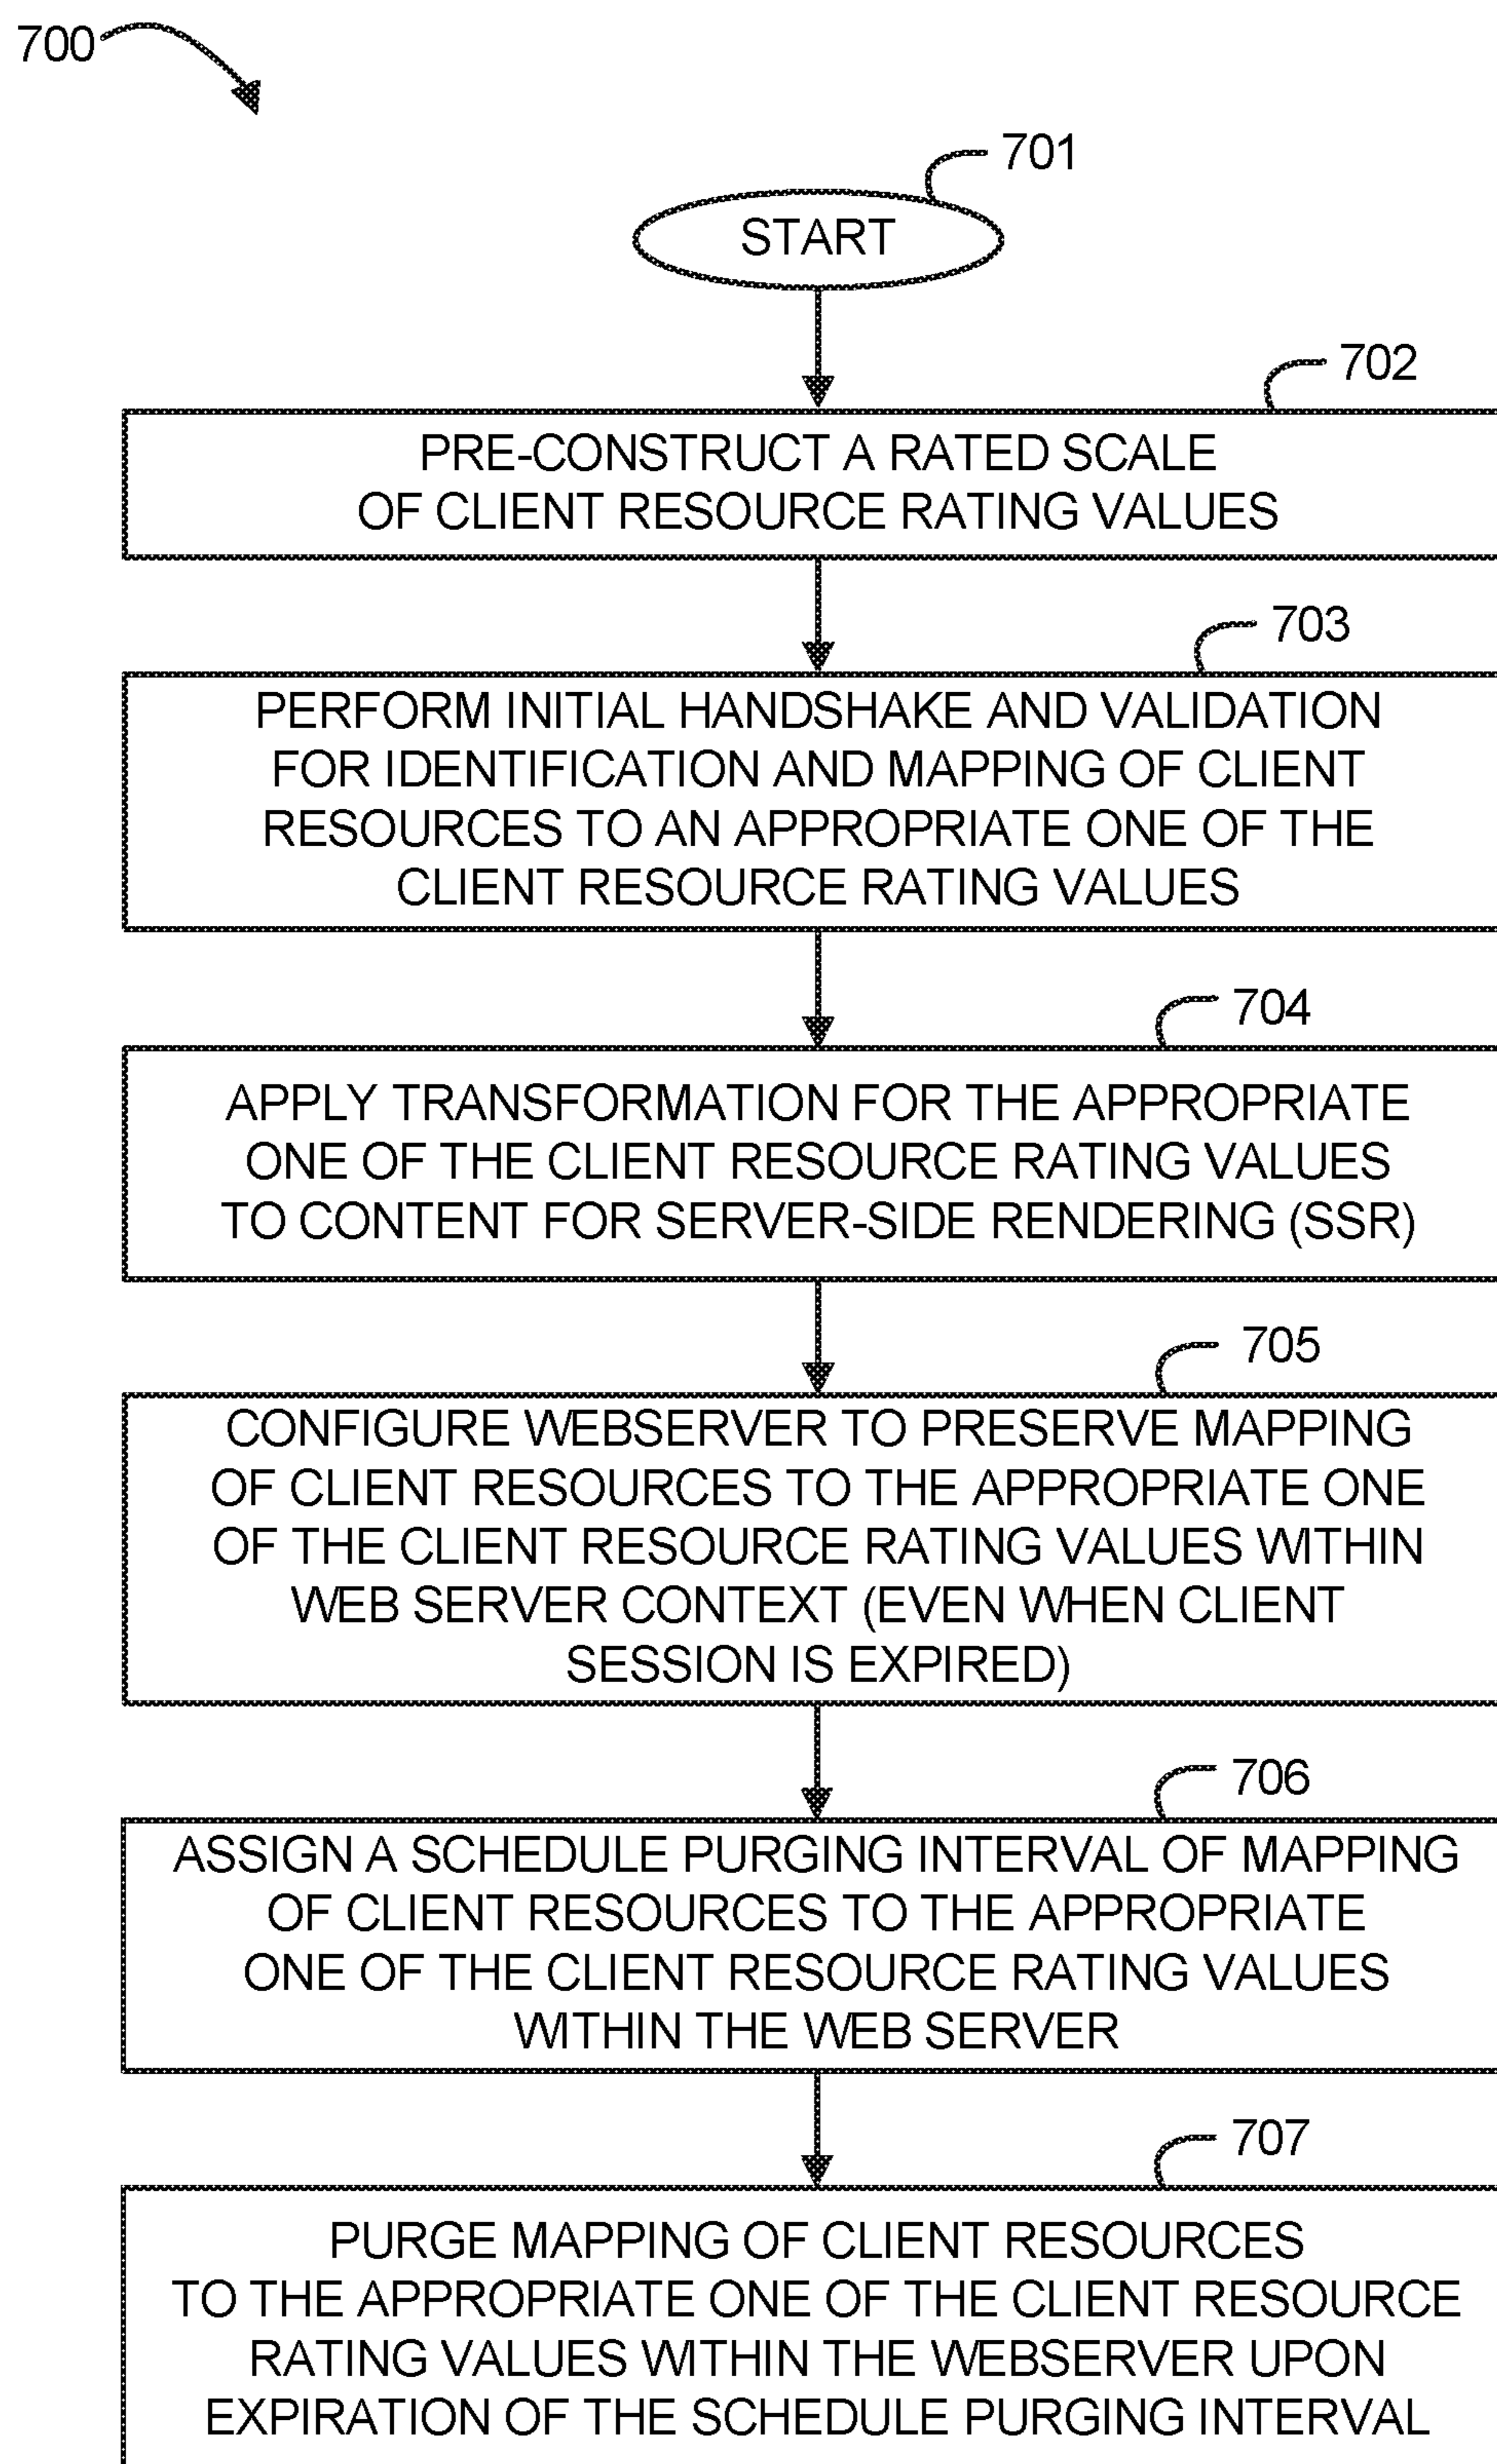 700
701
START
702
PRE-CONSTRUCT A RATED SCALE
OF CLIENT RESOURCE RATING VALUES
703
PERFORM INITIAL HANDSHAKE AND VALIDATION
FOR IDENTIFICATION AND MAPPING OF CLIENT
RESOURCES TO AN APPROPRIATE ONE OF THE
CLIENT RESOURCE RATING VALUES
704
APPLY TRANSFORMATION FOR THE APPROPRIATE
ONE OF THE CLIENT RESOURCE RATING VALUES
TO CONTENT FOR SERVER-SIDE RENDERING (SSR)
705
CONFIGURE WEBSERVER TO PRESERVE MAPPING
OF CLIENT RESOURCES TO THE APPROPRIATE ONE
OF THE CLIENT RESOURCE RATING VALUES WITHIN
WEB SERVER CONTEXT (EVEN WHEN CLIENT
SESSION IS EXPIRED)
706
ASSIGN A SCHEDULE PURGING INTERVAL OF MAPPING
OF CLIENT RESOURCES TO THE APPROPRIATE
ONE OF THE CLIENT RESOURCE RATING VALUES
WITHIN THE WEB SERVER
707
PURGE MAPPING OF CLIENT RESOURCES
TO THE APPROPRIATE ONE OF THE CLIENT RESOURCE
RATING VALUES WITHIN THE WEBSERVER UPON
EXPIRATION OF THE SCHEDULE PURGING INTERVAL